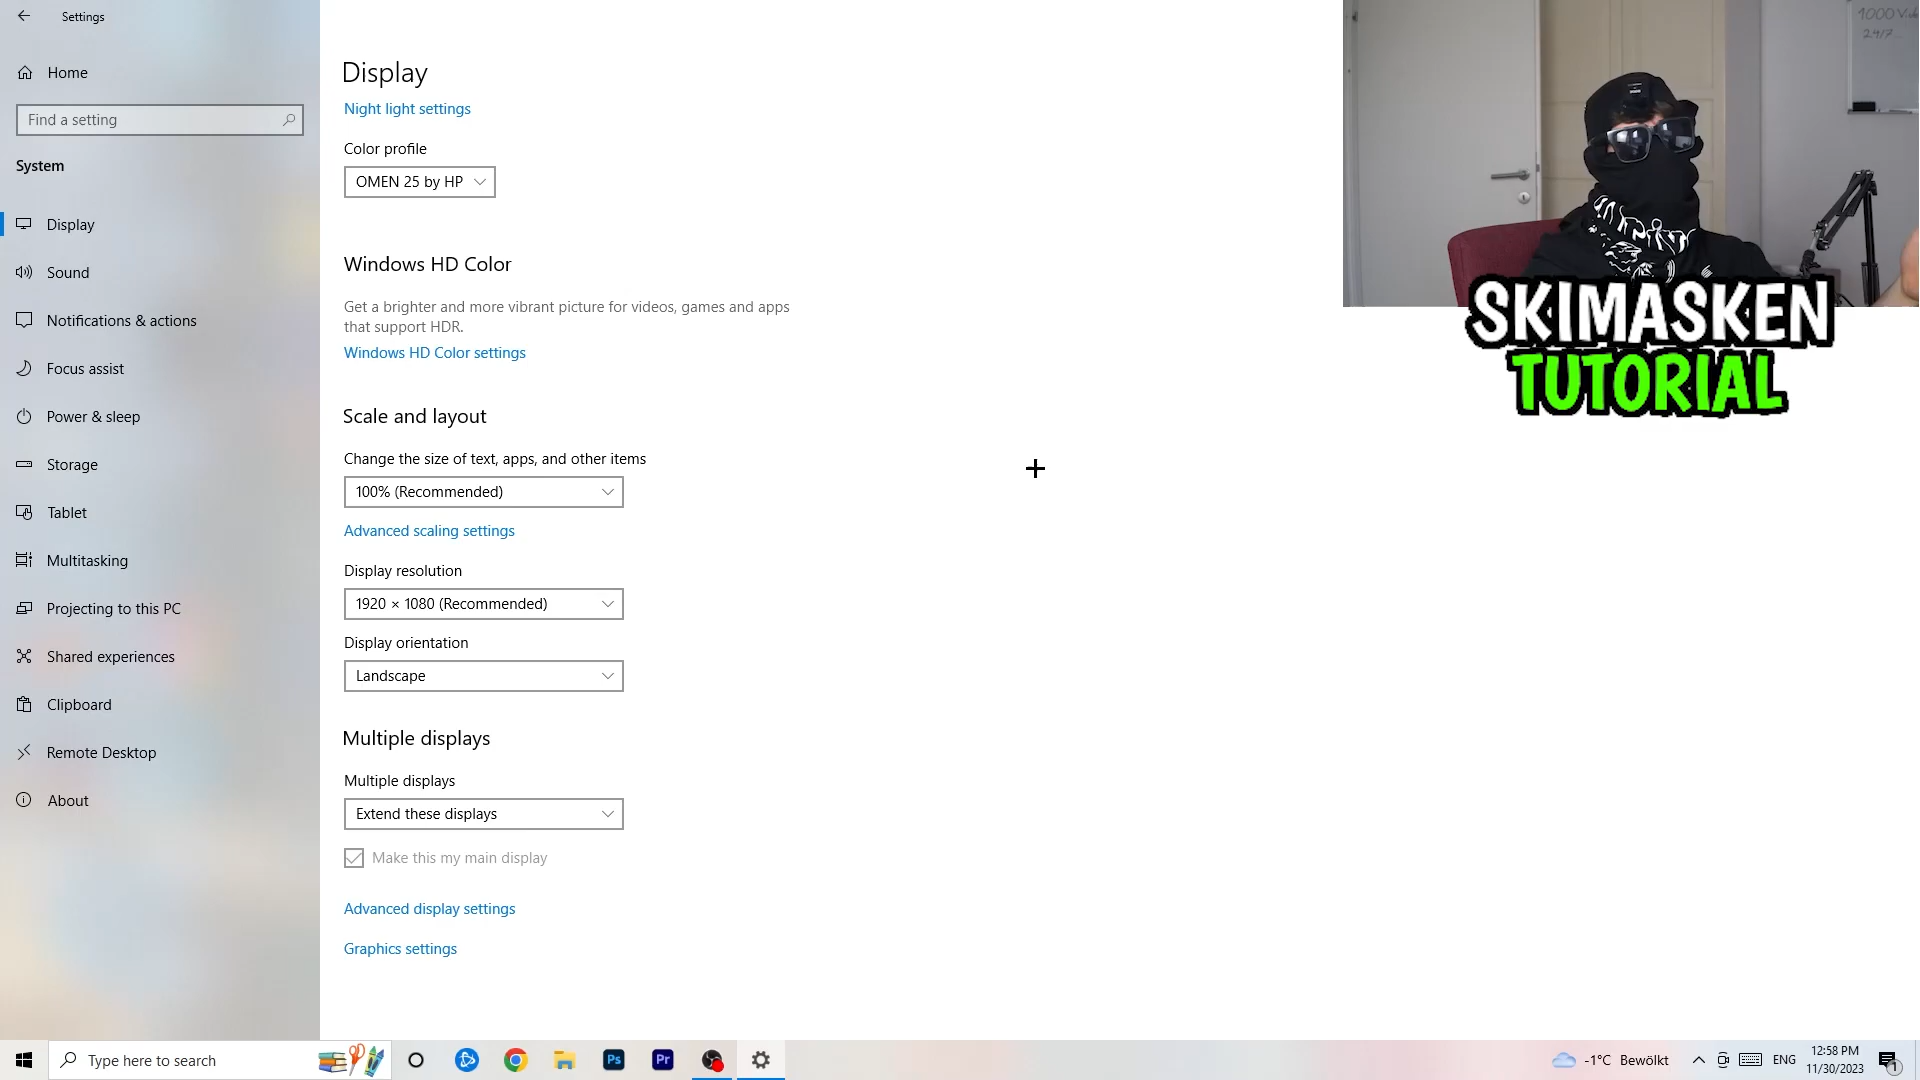 Settings
Home
Find a setting
System
Display
Sound
Notifications & actions
Focus assist
Power & sleep
Storage
Tablet
Multitasking
Projecting to this PC
Shared experiences
Clipboard
Remote Desktop
About
Display
Night light settings
Color profile
OMEN 25 by HP
Windows HD Color
Get a brighter and more vibrant picture for videos, games and apps
that support HDR.
Windows HD Color settings
Scale and layout
Change the size of text, apps, and other items
100% (Recommended)
Advanced scaling settings
Display resolution
1920 × 1080 (Recommended)
Display orientation
Landscape
Multiple displays
Multiple displays
Extend these displays
Make this my main display
Advanced display settings
Graphics settings
1000
24/7
SKIMASKEN
TUTORIAL
Type here to search
Ps
Pr
-1°C Bewölkt
ENG
12:58 PM
11/30/2023
1